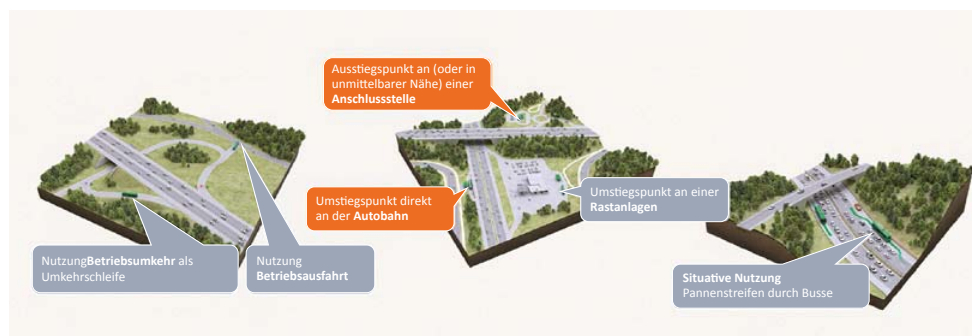 Ausstiegspunkt an (oder in
unmittelbarer Nähe) einer
Anschlussstelle
Umstiegspunkt direkt
an der Autobahn
Umstiegspunkt an einer
Rastanlagen
NutzungBetriebsumkehr als
Umkehrschleife
Nutzung
Betriebsausfahrt
Situative Nutzung
Pannenstreifen durch Busse